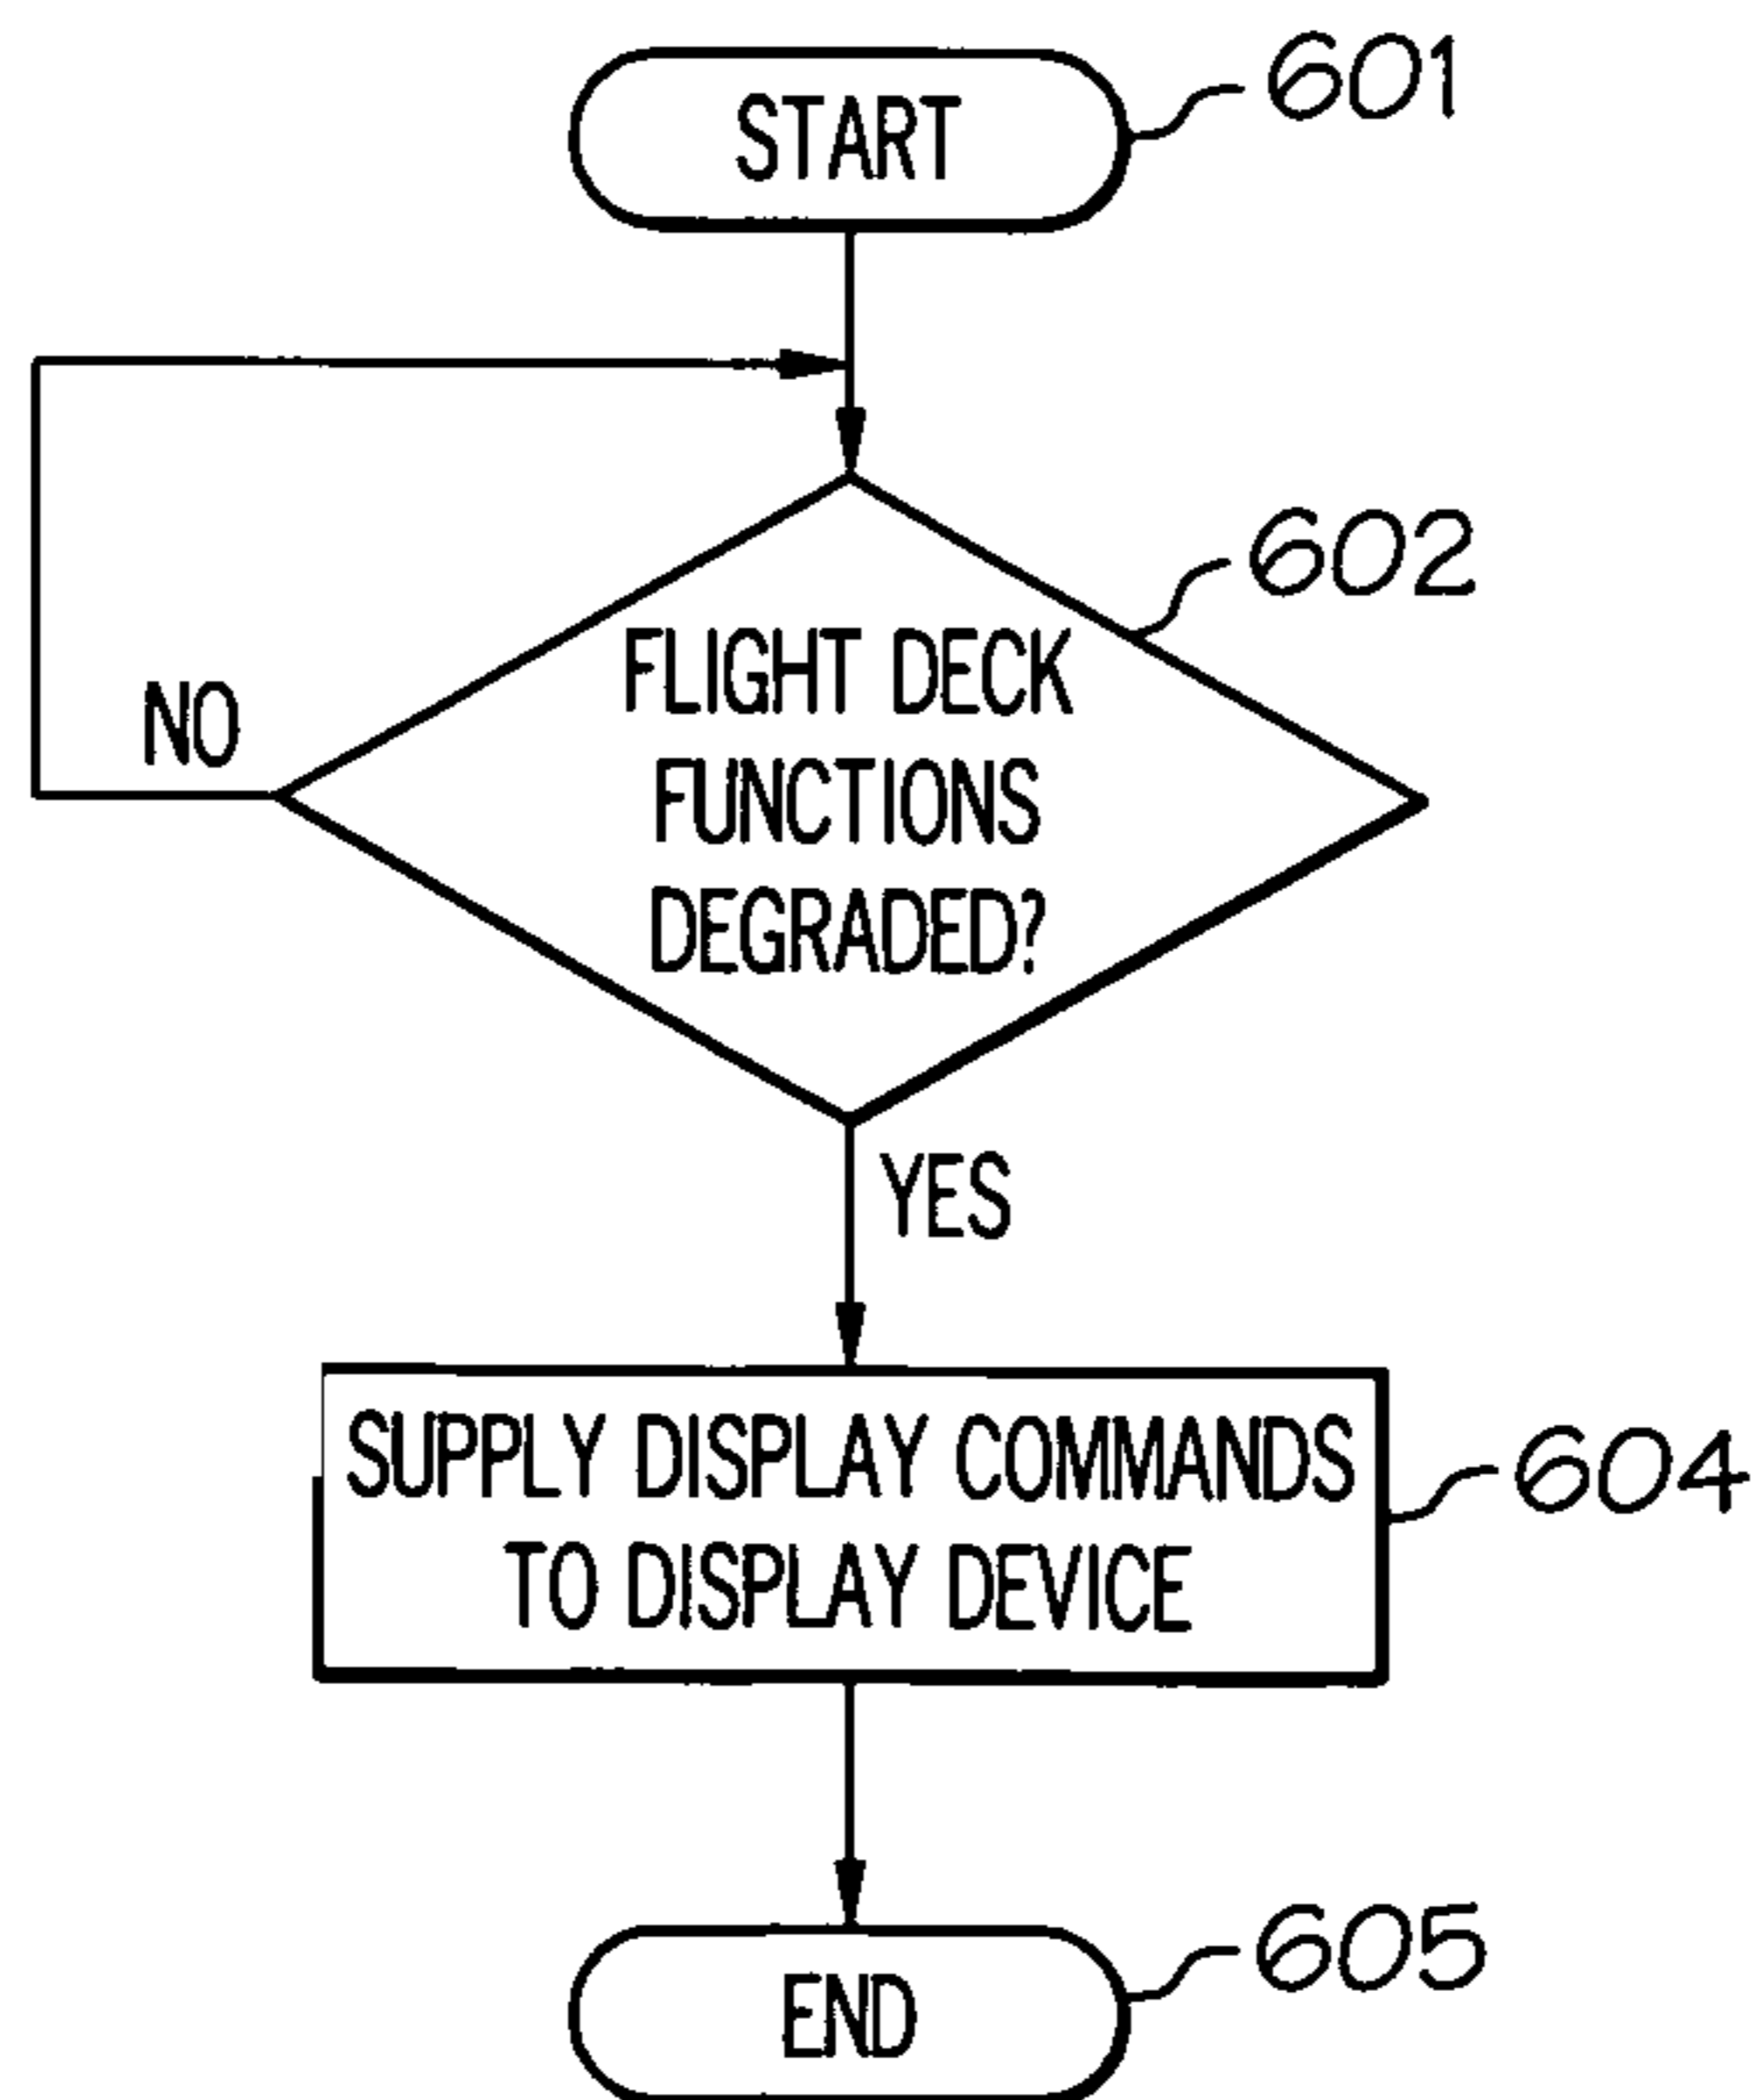 START
601
602
FLIGHT DECK
FUNCTIONS
DEGRADED?
NO
YES
SUPPLY DISPLAY COMMANDS
TO DISPLAY DEVICE
604
605
END